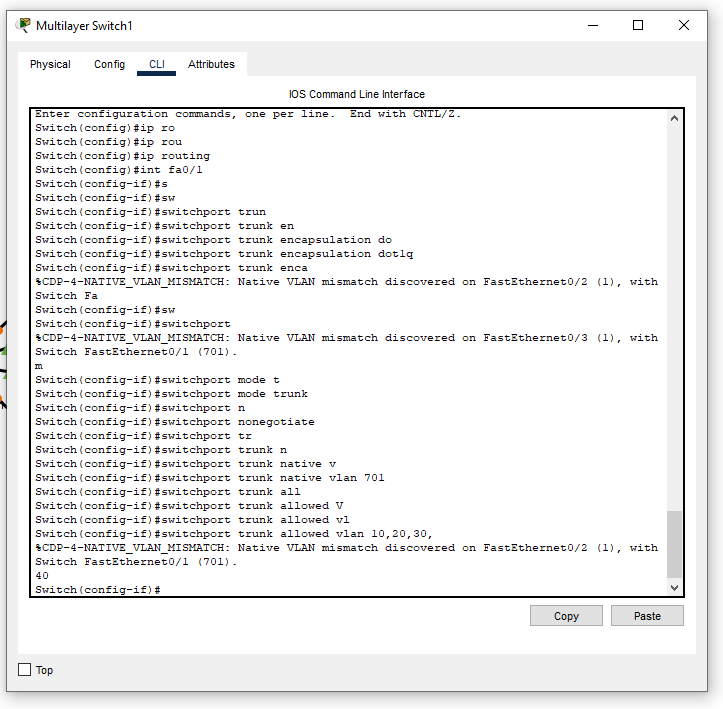 Multilayer Switch1
Physical Config CLI Attributes
IOS Command Line Interface
Enter configuration commands, one per line.  End with CNTL/Z.
Switch(config)#ip ro
Switch(config)#ip rou
Switch(config)#ip routing
Switch(config)#int fa0/1
Switch(config-if)#s
Switch(config-if)#sw
Switch(config-if)#switchport trun
Switch(config-if)#switchport trunk en
Switch(config-if)#switchport trunk encapsulation do
Switch(config-if)#switchport trunk encapsulation dot1q
Switch(config-if)#switchport trunk enca
%CDP-4-NATIVE_VLAN_MISMATCH: Native VLAN mismatch discovered on FastEthernet0/2 (1), with
Switch Fa
Switch(config-if)#sw
Switch(config-if)#switchport
%CDP-4-NATIVE_VLAN_MISMATCH: Native VLAN mismatch discovered on FastEthernet0/3 (1), with
Switch FastEthernet0/1 (701).
m
Switch(config-if)#switchport mode t
Switch(config-if)#switchport mode trunk
Switch(config-if)#switchport n
Switch(config-if)#switchport nonegotiate
Switch(config-if)#switchport tr
Switch(config-if)#switchport trunk n
Switch(config-if)#switchport trunk native v
Switch(config-if)#switchport trunk native vlan 701
Switch(config-if)#switchport trunk all
Switch(config-if)#switchport trunk allowed V
Switch(config-if)#switchport trunk allowed vl
Switch(config-if)#switchport trunk allowed vlan 10,20,30,
%CDP-4-NATIVE_VLAN_MISMATCH: Native VLAN mismatch discovered on FastEthernet0/2 (1), with
Switch FastEthernet0/1 (701).
40
Switch(config-if)#
Copy Paste
Top